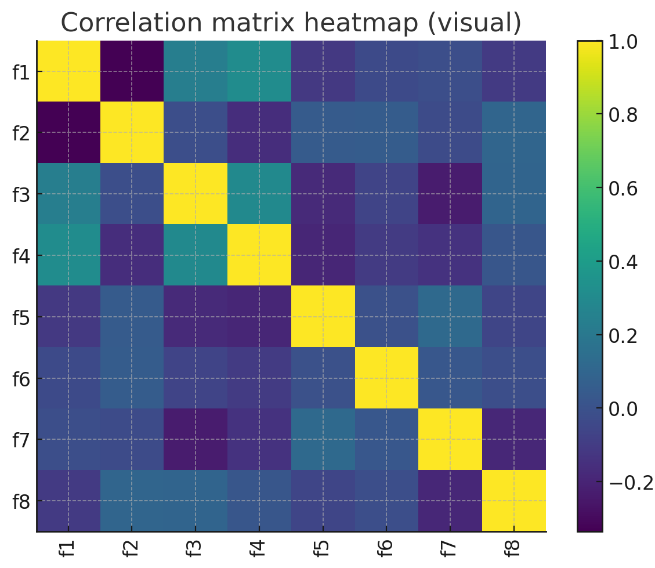 Correlation matrix heatmap (visual)
f1
f2
f3
f4
f5
f6
f7
f8
f1 f2 f3 f4 f5 f6 f7 f8
1.0
0.8
0.6
0.4
0.2
0.0
−0.2